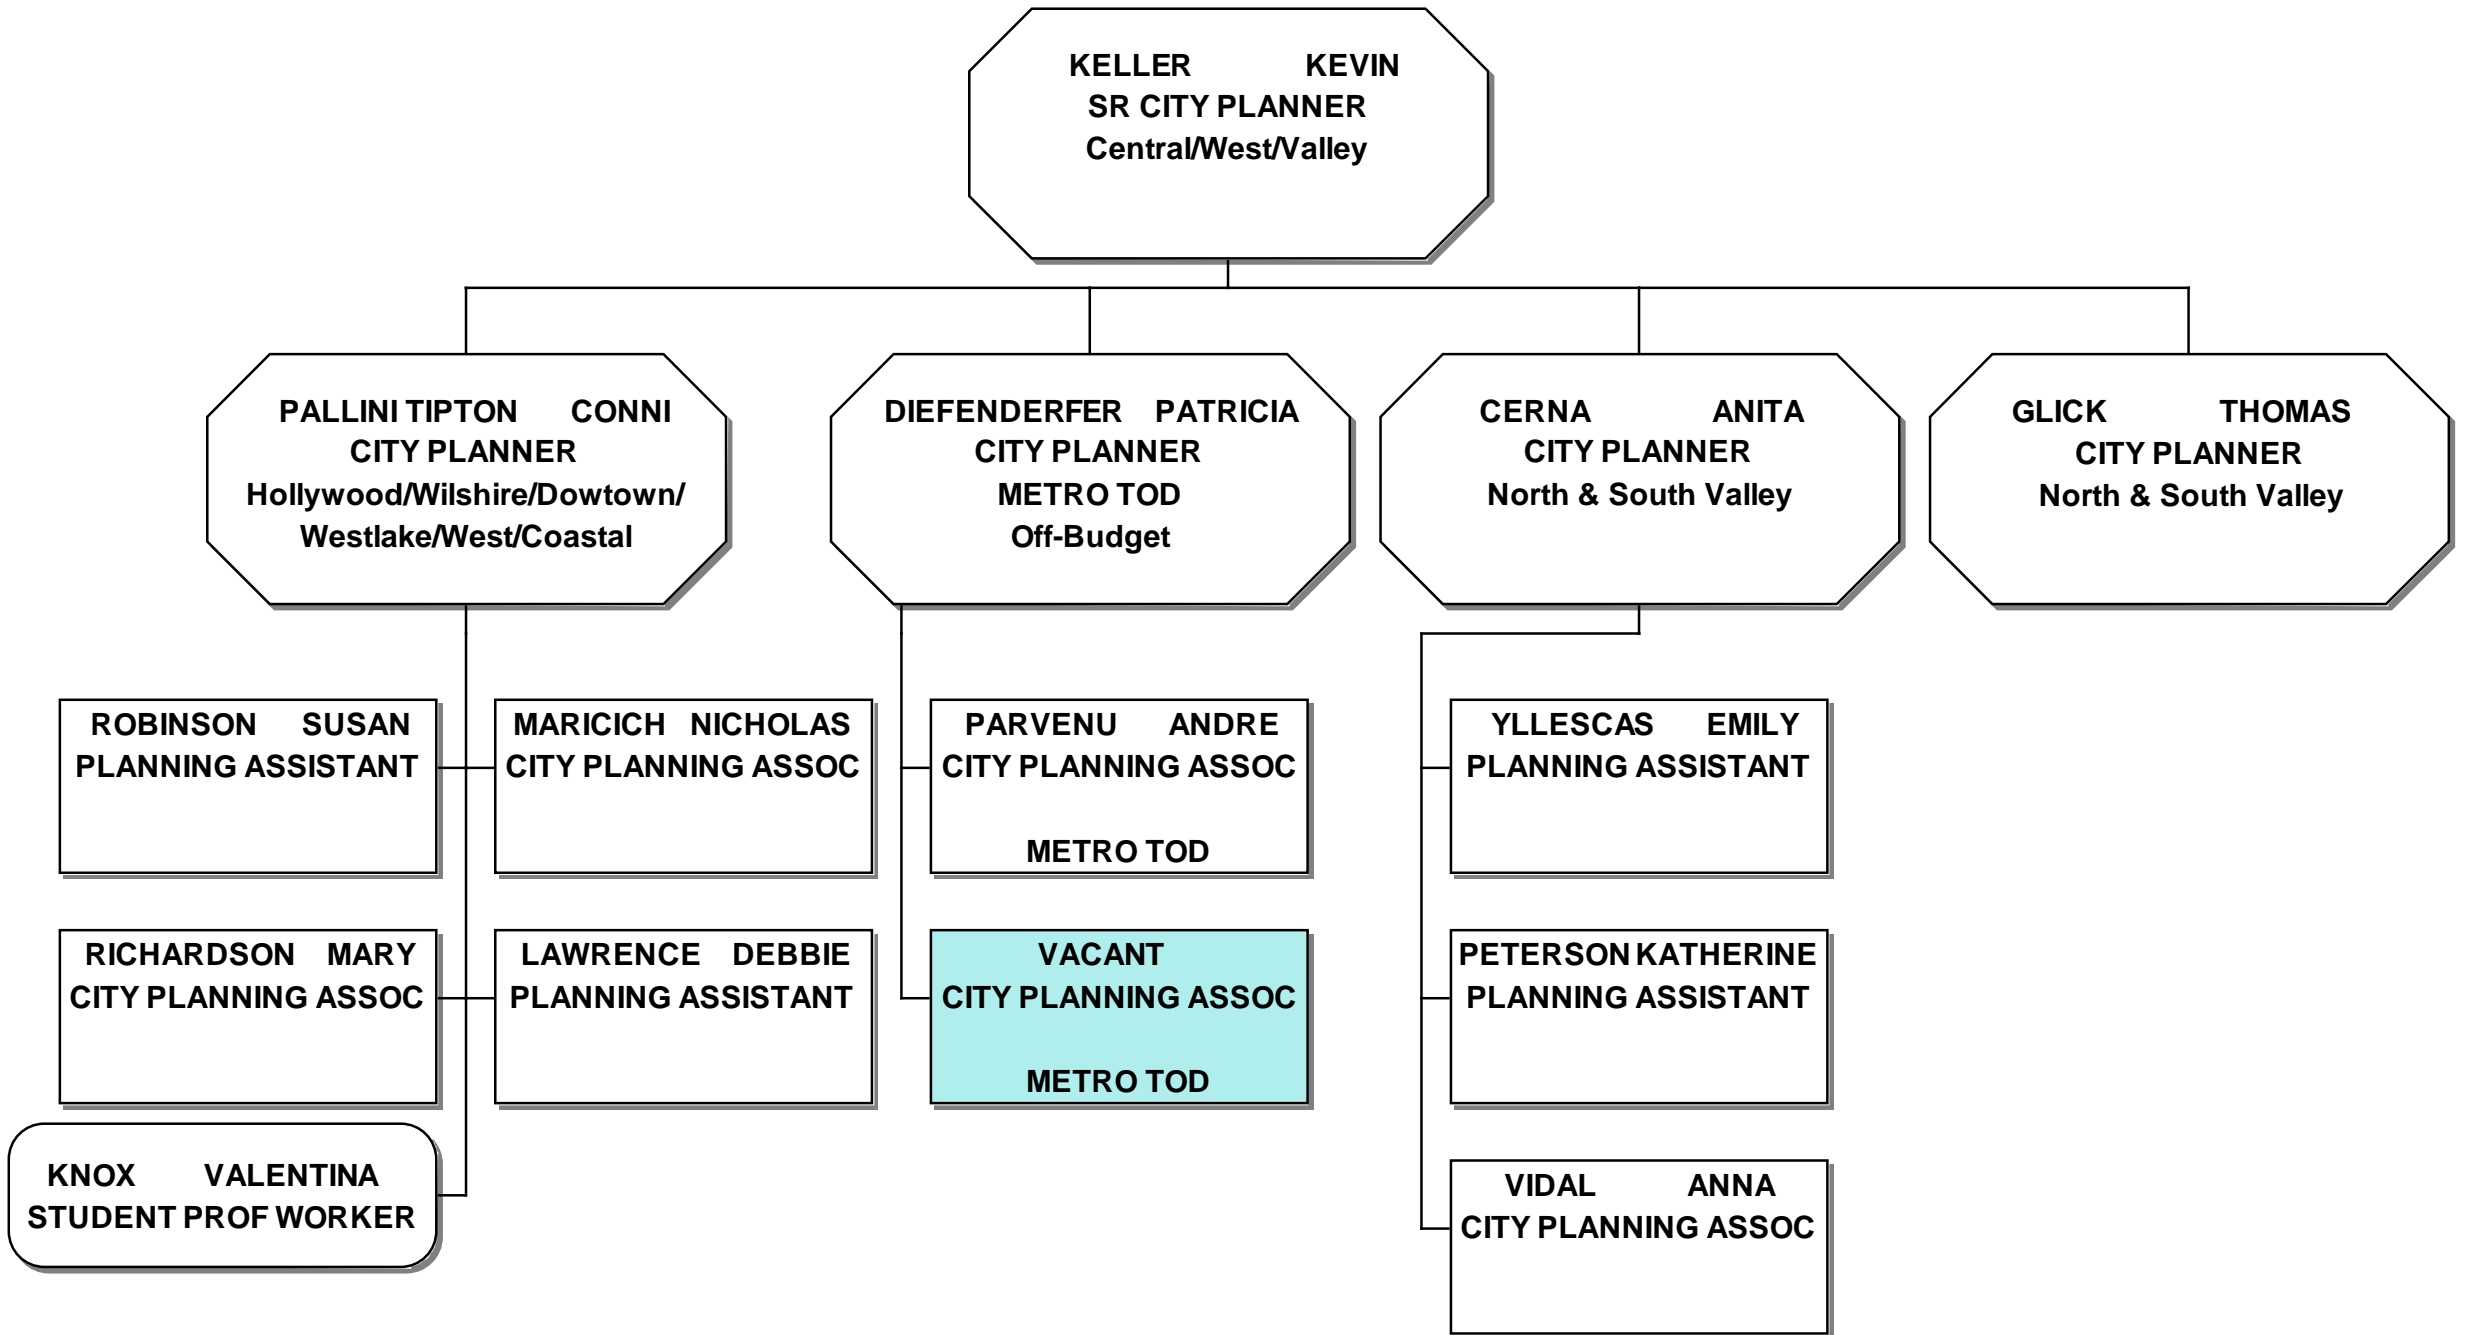 KELLER KEVIN
SR CITY PLANNER
Central/West/Valley
PALLINI TIPTON CONNI
CITY PLANNER
Hollywood/Wilshire/Dowtown/
Westlake/West/Coastal
DIEFENDERFER PATRICIA
CITY PLANNER
METRO TOD
Off-Budget
CERNA ANITA
CITY PLANNER
North & South Valley
GLICK THOMAS
CITY PLANNER
North & South Valley
ROBINSON SUSAN
PLANNING ASSISTANT
MARICICH NICHOLAS
CITY PLANNING ASSOC
PARVENU ANDRE
CITY PLANNING ASSOC
METRO TOD
YLLESCAS EMILY
PLANNING ASSISTANT
RICHARDSON MARY
CITY PLANNING ASSOC
LAWRENCE DEBBIE
PLANNING ASSISTANT
VACANT
CITY PLANNING ASSOC
METRO TOD
PETERSON KATHERINE
PLANNING ASSISTANT
KNOX VALENTINA
STUDENT PROF WORKER
VIDAL ANNA
CITY PLANNING ASSOC